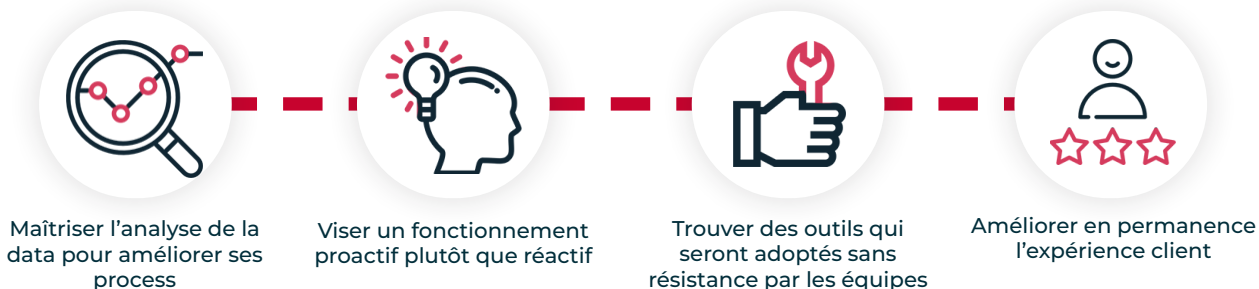 Maîtriser l’analyse de la
data pour améliorer ses
process
Viser un fonctionnement
proactif plutôt que réactif
Trouver des outils qui
seront adoptés sans
résistance par les équipes
Améliorer en permanence
l’expérience client